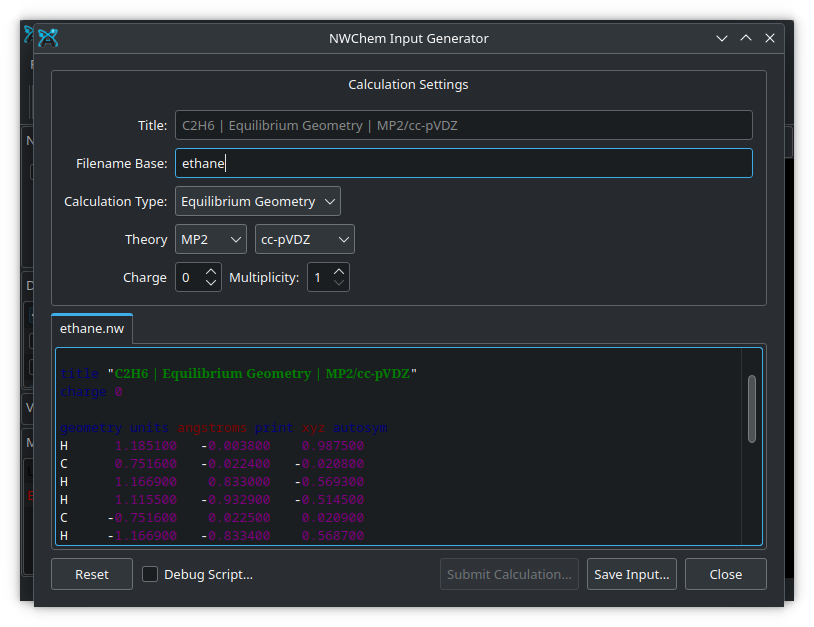 NWChem Input Generator
Calculation Settings
Title: C2H6 | Equilibrium Geometry | MP2/cc-pVDZ
Filename Base: ethane
Calculation Type: Equilibrium Geometry
Theory MP2 cc-pVDZ
Charge 0 Multiplicity: 1
ethane.nw
title "C2H6 | Equilibrium Geometry | MP2/cc-pVDZ"
charge 0
geometry units angstroms print xyz autosym
H 1.185100 -0.003800 0.987500
C 0.751600 -0.022400 -0.020800
H 1.166900 0.833000 -0.569300
H 1.115500 -0.932900 -0.514500
C -0.751600 0.022500 0.020900
H -1.166900 -0.833400 0.568700
Reset Debug Script... Submit Calculation... Save Input... Close